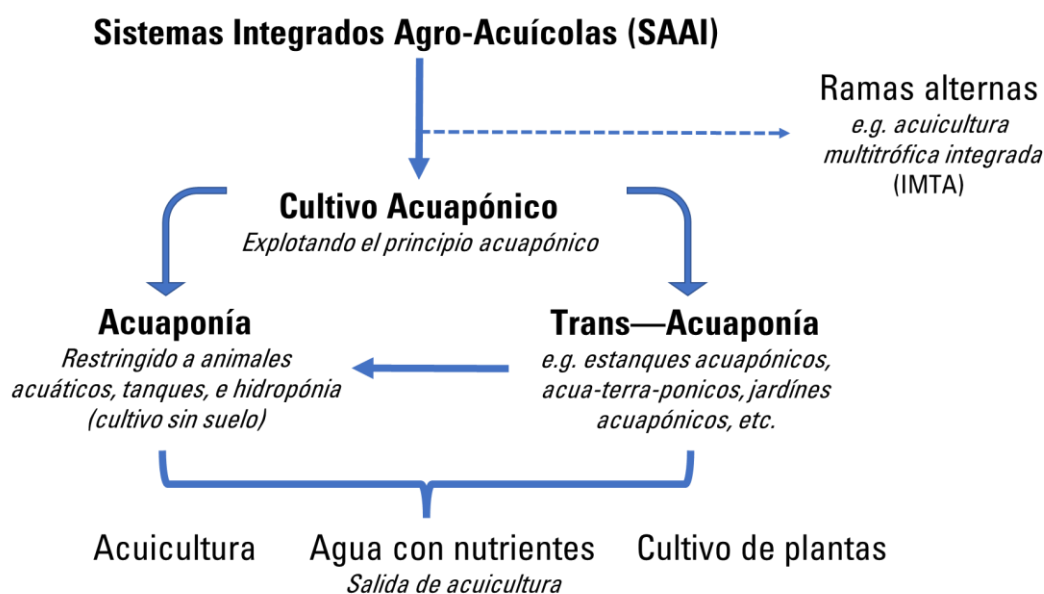 Sistemas Integrados Agro-Acuícolas (SAAI)
Ramas alternas
e.g. acuicultura
multitrófica integrada
(IMTA)
Cultivo Acuapónico
Explotando el principio acuapónico
Acuaponía
Restringido a animales
acuáticos, tanques, e hidropónia
(cultivo sin suelo)
Trans—Acuaponía
e.g. estanques acuapónicos,
acua-terra-ponicos, jardínes
acuapónicos, etc.
Acuicultura
Agua con nutrientes
Salida de acuicultura
Cultivo de plantas